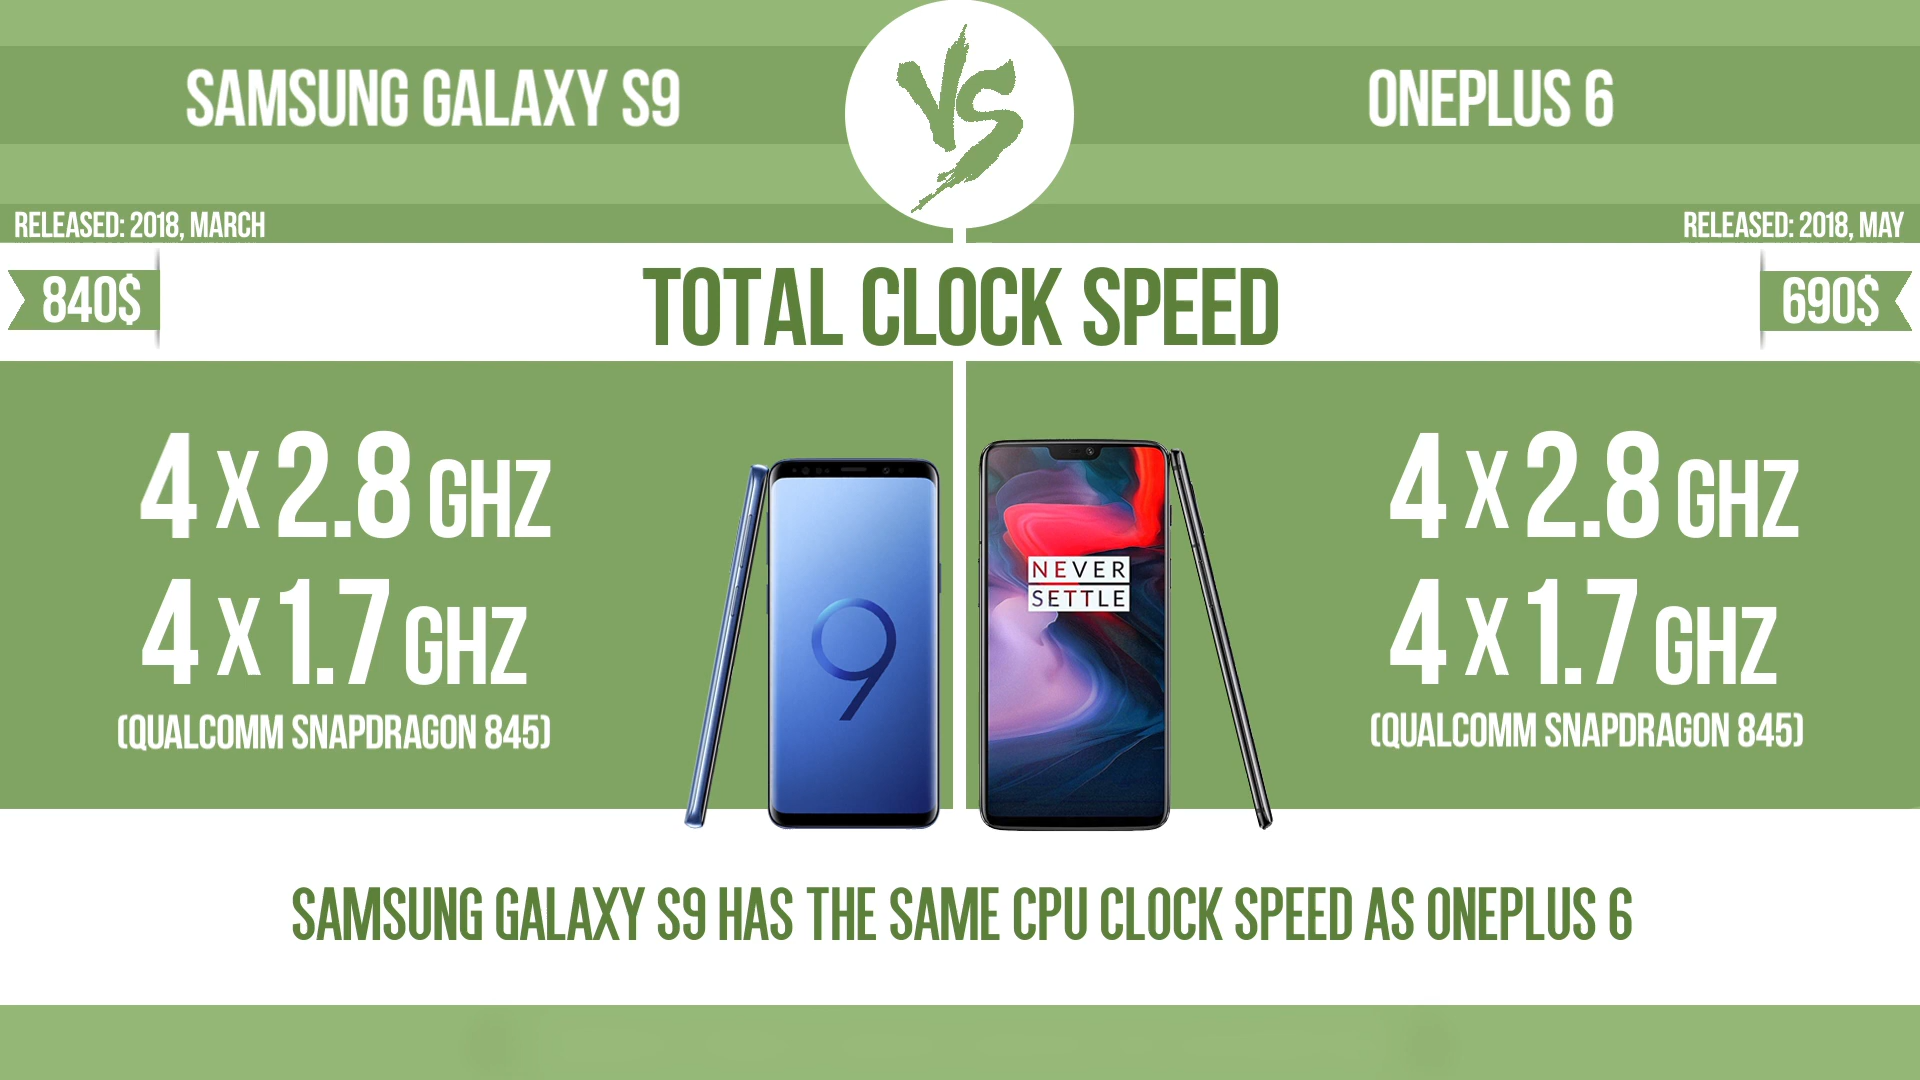 SAMSUNG GALAXY S9
VS
ONEPLUS 6
RELEASED: 2018, MARCH
RELEASED: 2018, MAY
840$
TOTAL CLOCK SPEED
690$
4 X 2.8 GHZ
4 X 1.7 GHZ
(QUALCOMM SNAPDRAGON 845)
9
NEVER
SETTLE
4 X 2.8 GHZ
4 X 1.7 GHZ
(QUALCOMM SNAPDRAGON 845)
SAMSUNG GALAXY S9 HAS THE SAME CPU CLOCK SPEED AS ONEPLUS 6